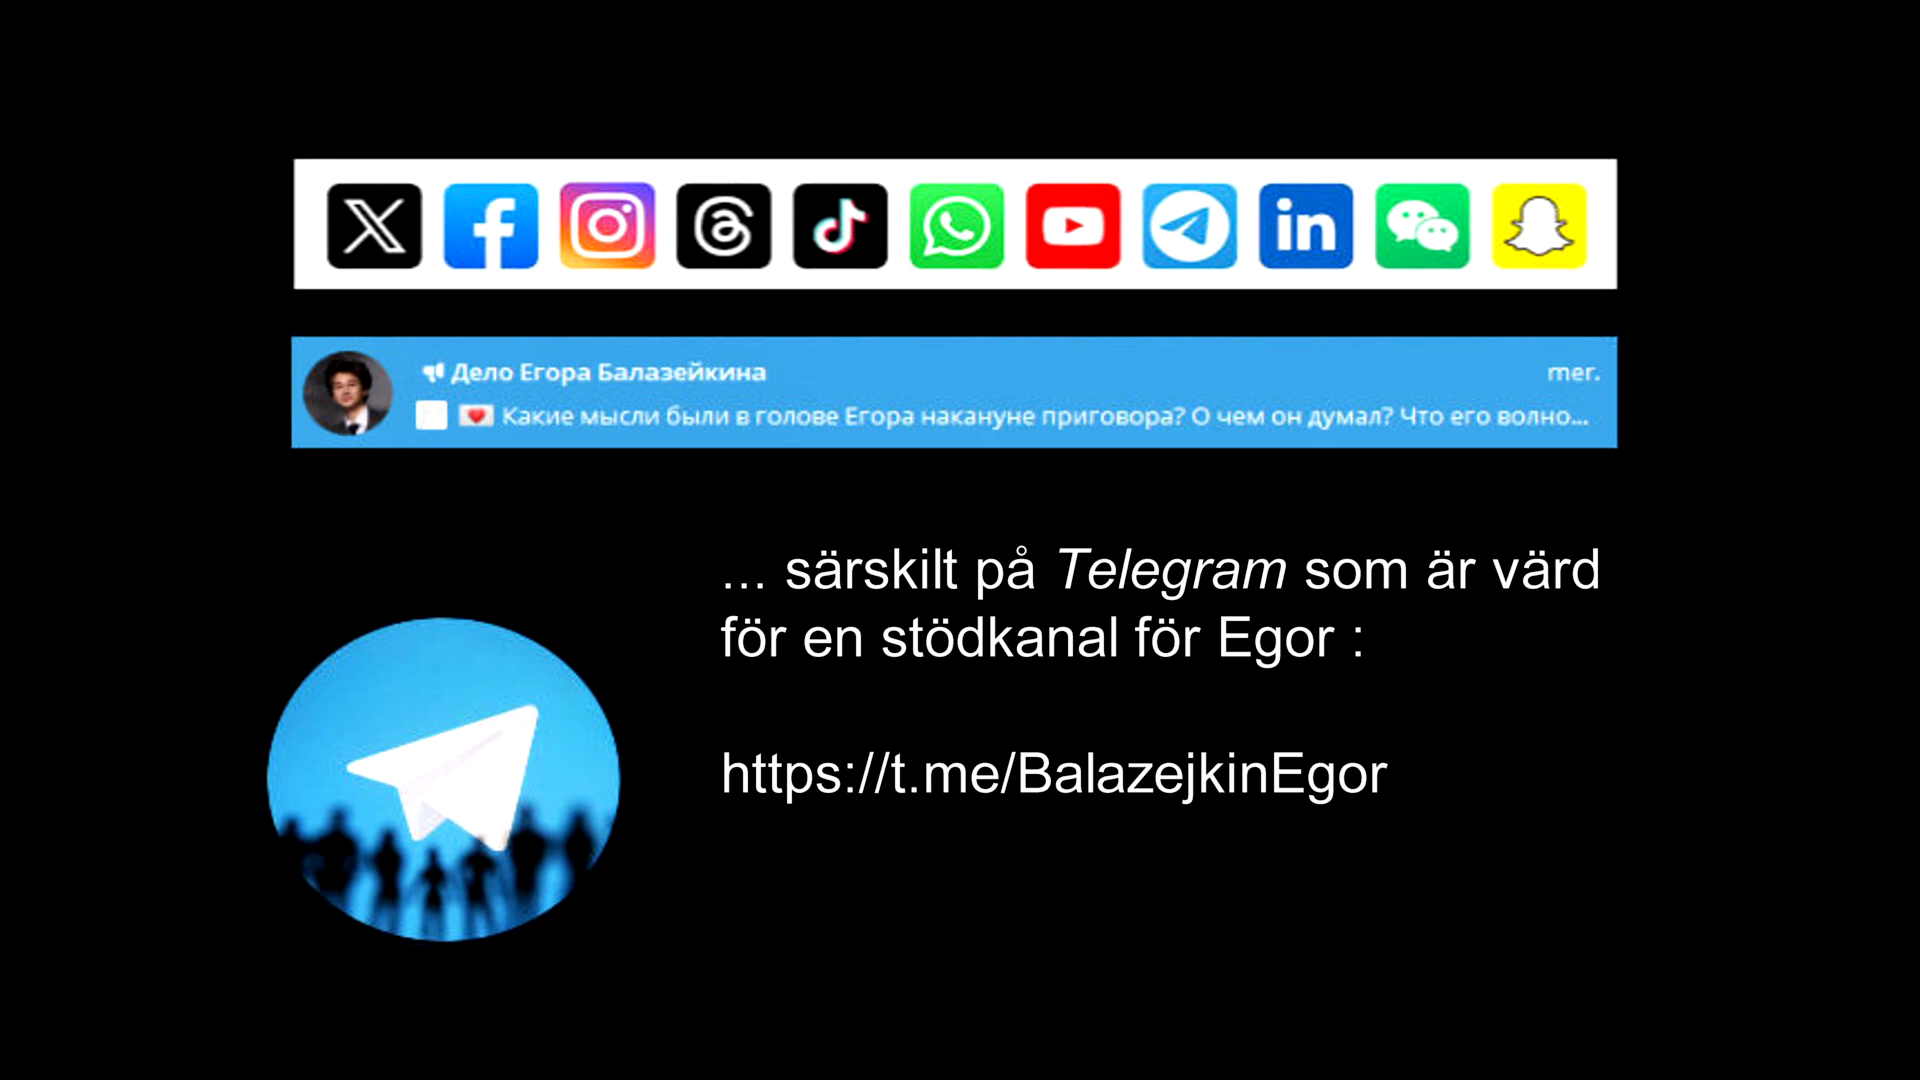 Дело Егора Балазейкина
mer.
Какие мысли были в голове Егора накануне приговора? О чем он думал? Что его волно...
... särskilt på Telegram som är värd
för en stödkanal för Egor :
https://t.me/BalazejkinEgor